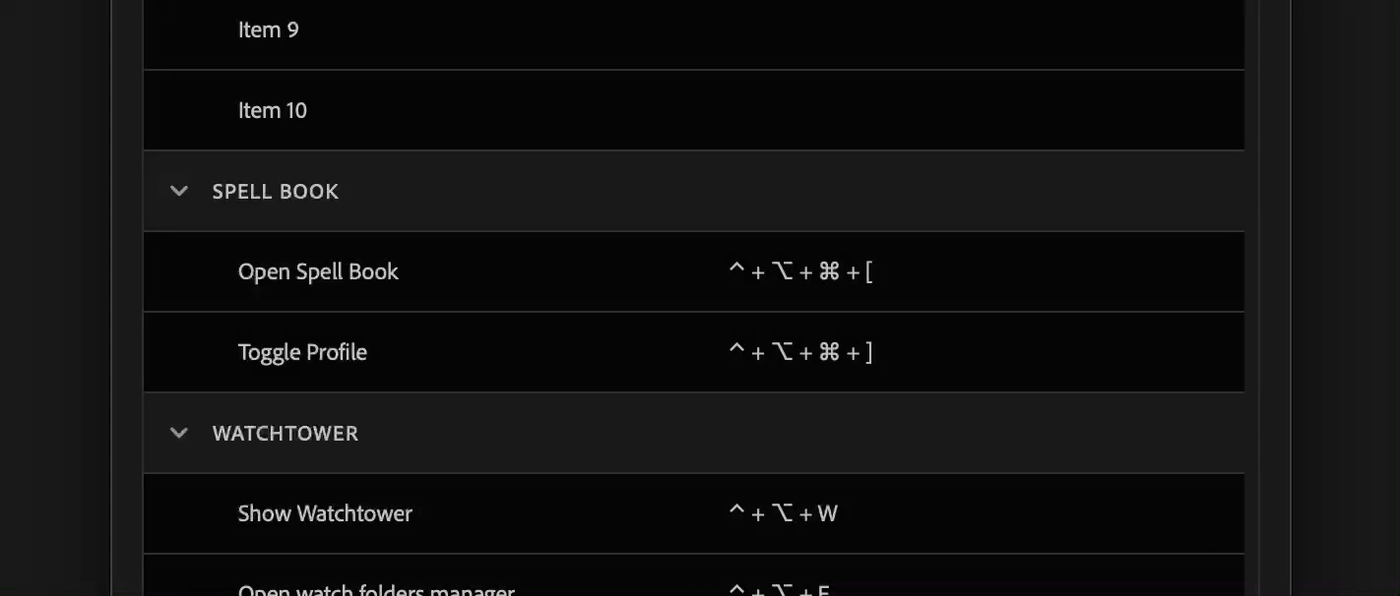 Item 9
Item 10
SPELL BOOK
Open Spell Book ^ + ⌥ + ⌘ + [
Toggle Profile ^ + ⌥ + ⌘ + ]
WATCHTOWER
Show Watchtower ^ + ⌥ + W
Open watch folders manager ^ + ⌥ +